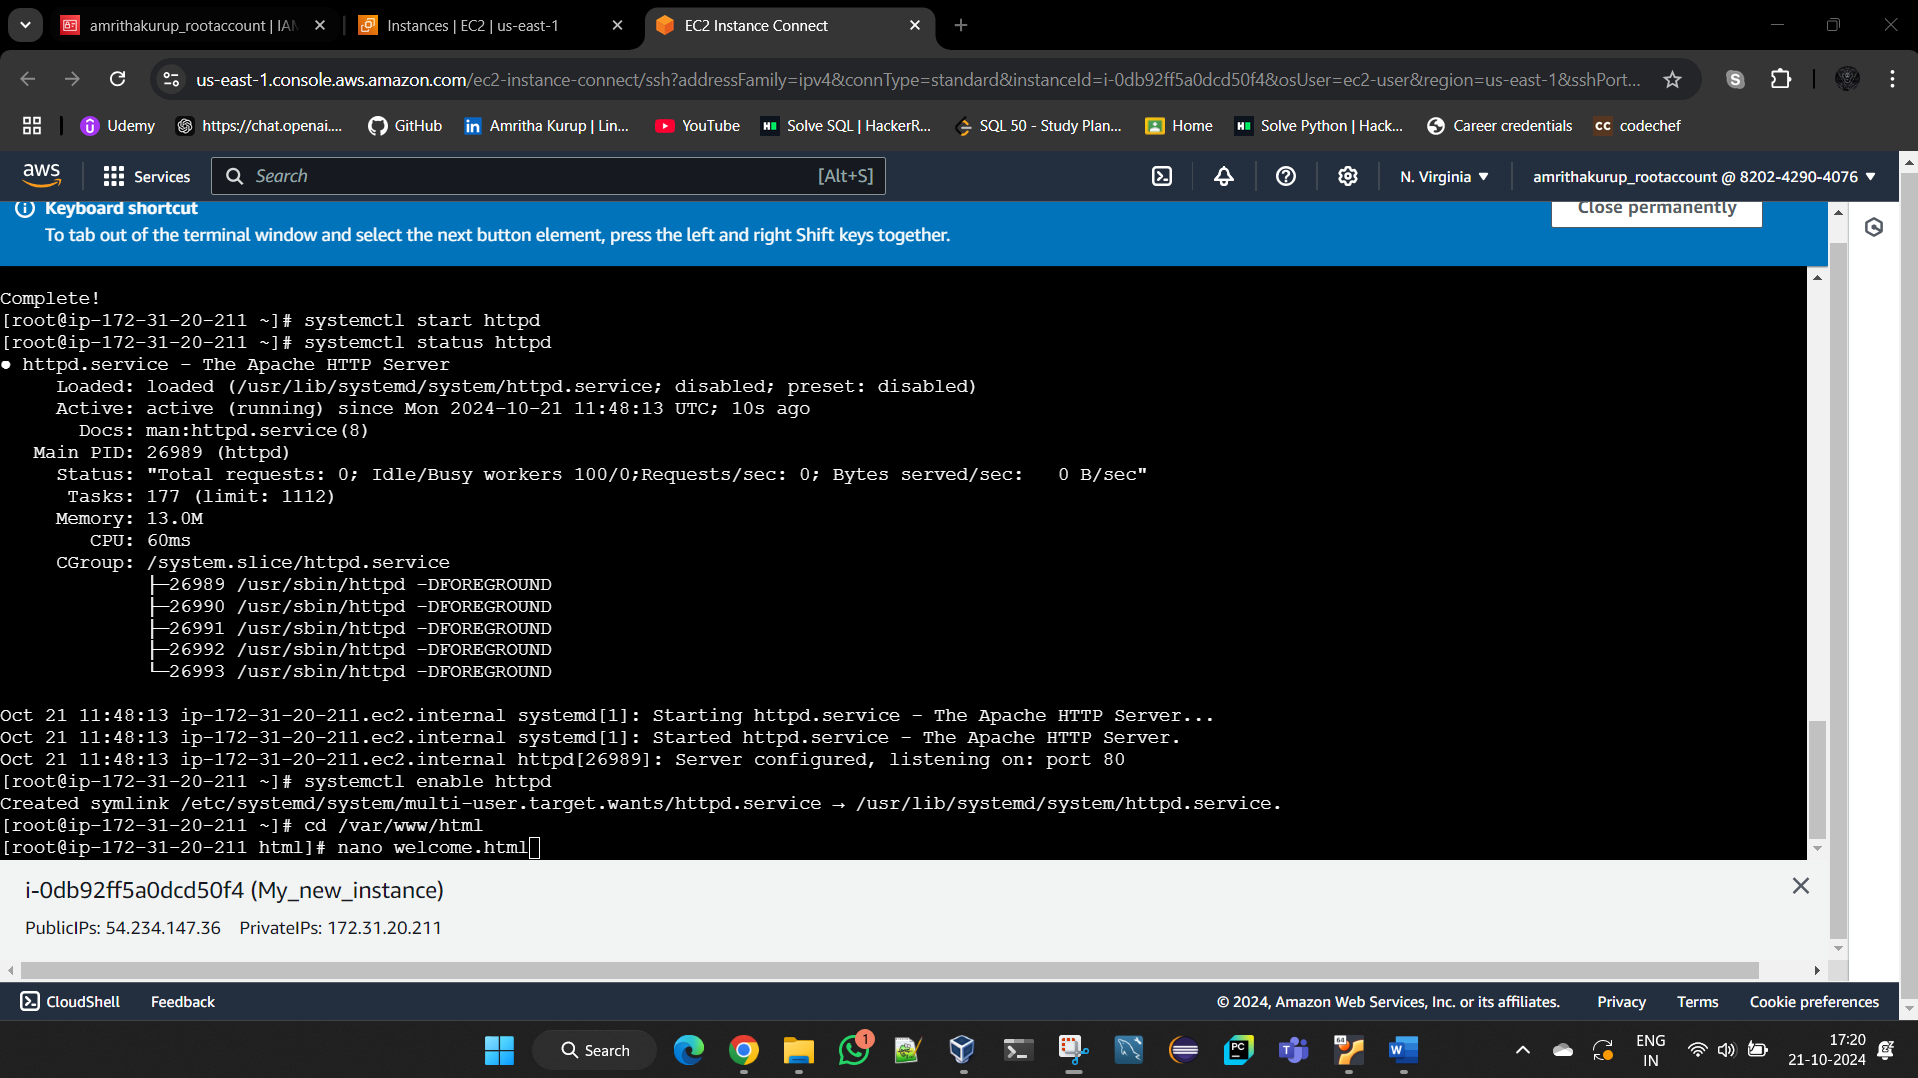 amrithakurup_rootaccount | IAM
Instances | EC2 | us-east-1
EC2 Instance Connect
us-east-1.console.aws.amazon.com/ec2-instance-connect/ssh?addressFamily=ipv4&connType=standard&instanceId=i-0db92ff5a0dcd50f4&osUser=ec2-user&region=us-east-1&sshPort...
Udemy
https://chat.openai....
GitHub
Amritha Kurup | Lin...
YouTube
Solve SQL | HackerR...
SQL 50 - Study Plan...
Home
Solve Python | Hack...
Career credentials
codechef
aws
Services
Search
[Alt+S]
N. Virginia
amrithakurup_rootaccount @ 8202-4290-4076
Keyboard shortcut
To tab out of the terminal window and select the next button element, press the left and right Shift keys together.
Close permanently
Complete!
[root@ip-172-31-20-211 ~]# systemctl start httpd
[root@ip-172-31-20-211 ~]# systemctl status httpd
● httpd.service - The Apache HTTP Server
Loaded: loaded (/usr/lib/systemd/system/httpd.service; disabled; preset: disabled)
Active: active (running) since Mon 2024-10-21 11:48:13 UTC; 10s ago
Docs: man:httpd.service(8)
Main PID: 26989 (httpd)
Status: "Total requests: 0; Idle/Busy workers 100/0;Requests/sec: 0; Bytes served/sec:   0 B/sec"
Tasks: 177 (limit: 1112)
Memory: 13.0M
CPU: 60ms
CGroup: /system.slice/httpd.service
├─26989 /usr/sbin/httpd -DFOREGROUND
├─26990 /usr/sbin/httpd -DFOREGROUND
├─26991 /usr/sbin/httpd -DFOREGROUND
├─26992 /usr/sbin/httpd -DFOREGROUND
└─26993 /usr/sbin/httpd -DFOREGROUND
Oct 21 11:48:13 ip-172-31-20-211.ec2.internal systemd[1]: Starting httpd.service - The Apache HTTP Server...
Oct 21 11:48:13 ip-172-31-20-211.ec2.internal systemd[1]: Started httpd.service - The Apache HTTP Server.
Oct 21 11:48:13 ip-172-31-20-211.ec2.internal httpd[26989]: Server configured, listening on: port 80
[root@ip-172-31-20-211 ~]# systemctl enable httpd
Created symlink /etc/systemd/system/multi-user.target.wants/httpd.service → /usr/lib/systemd/system/httpd.service.
[root@ip-172-31-20-211 ~]# cd /var/www/html
[root@ip-172-31-20-211 html]# nano welcome.html
i-0db92ff5a0dcd50f4 (My_new_instance)
PublicIPs: 54.234.147.36 PrivateIPs: 172.31.20.211
CloudShell
Feedback
© 2024, Amazon Web Services, Inc. or its affiliates.
Privacy
Terms
Cookie preferences
Search
1
ENG
IN
17:20
21-10-2024